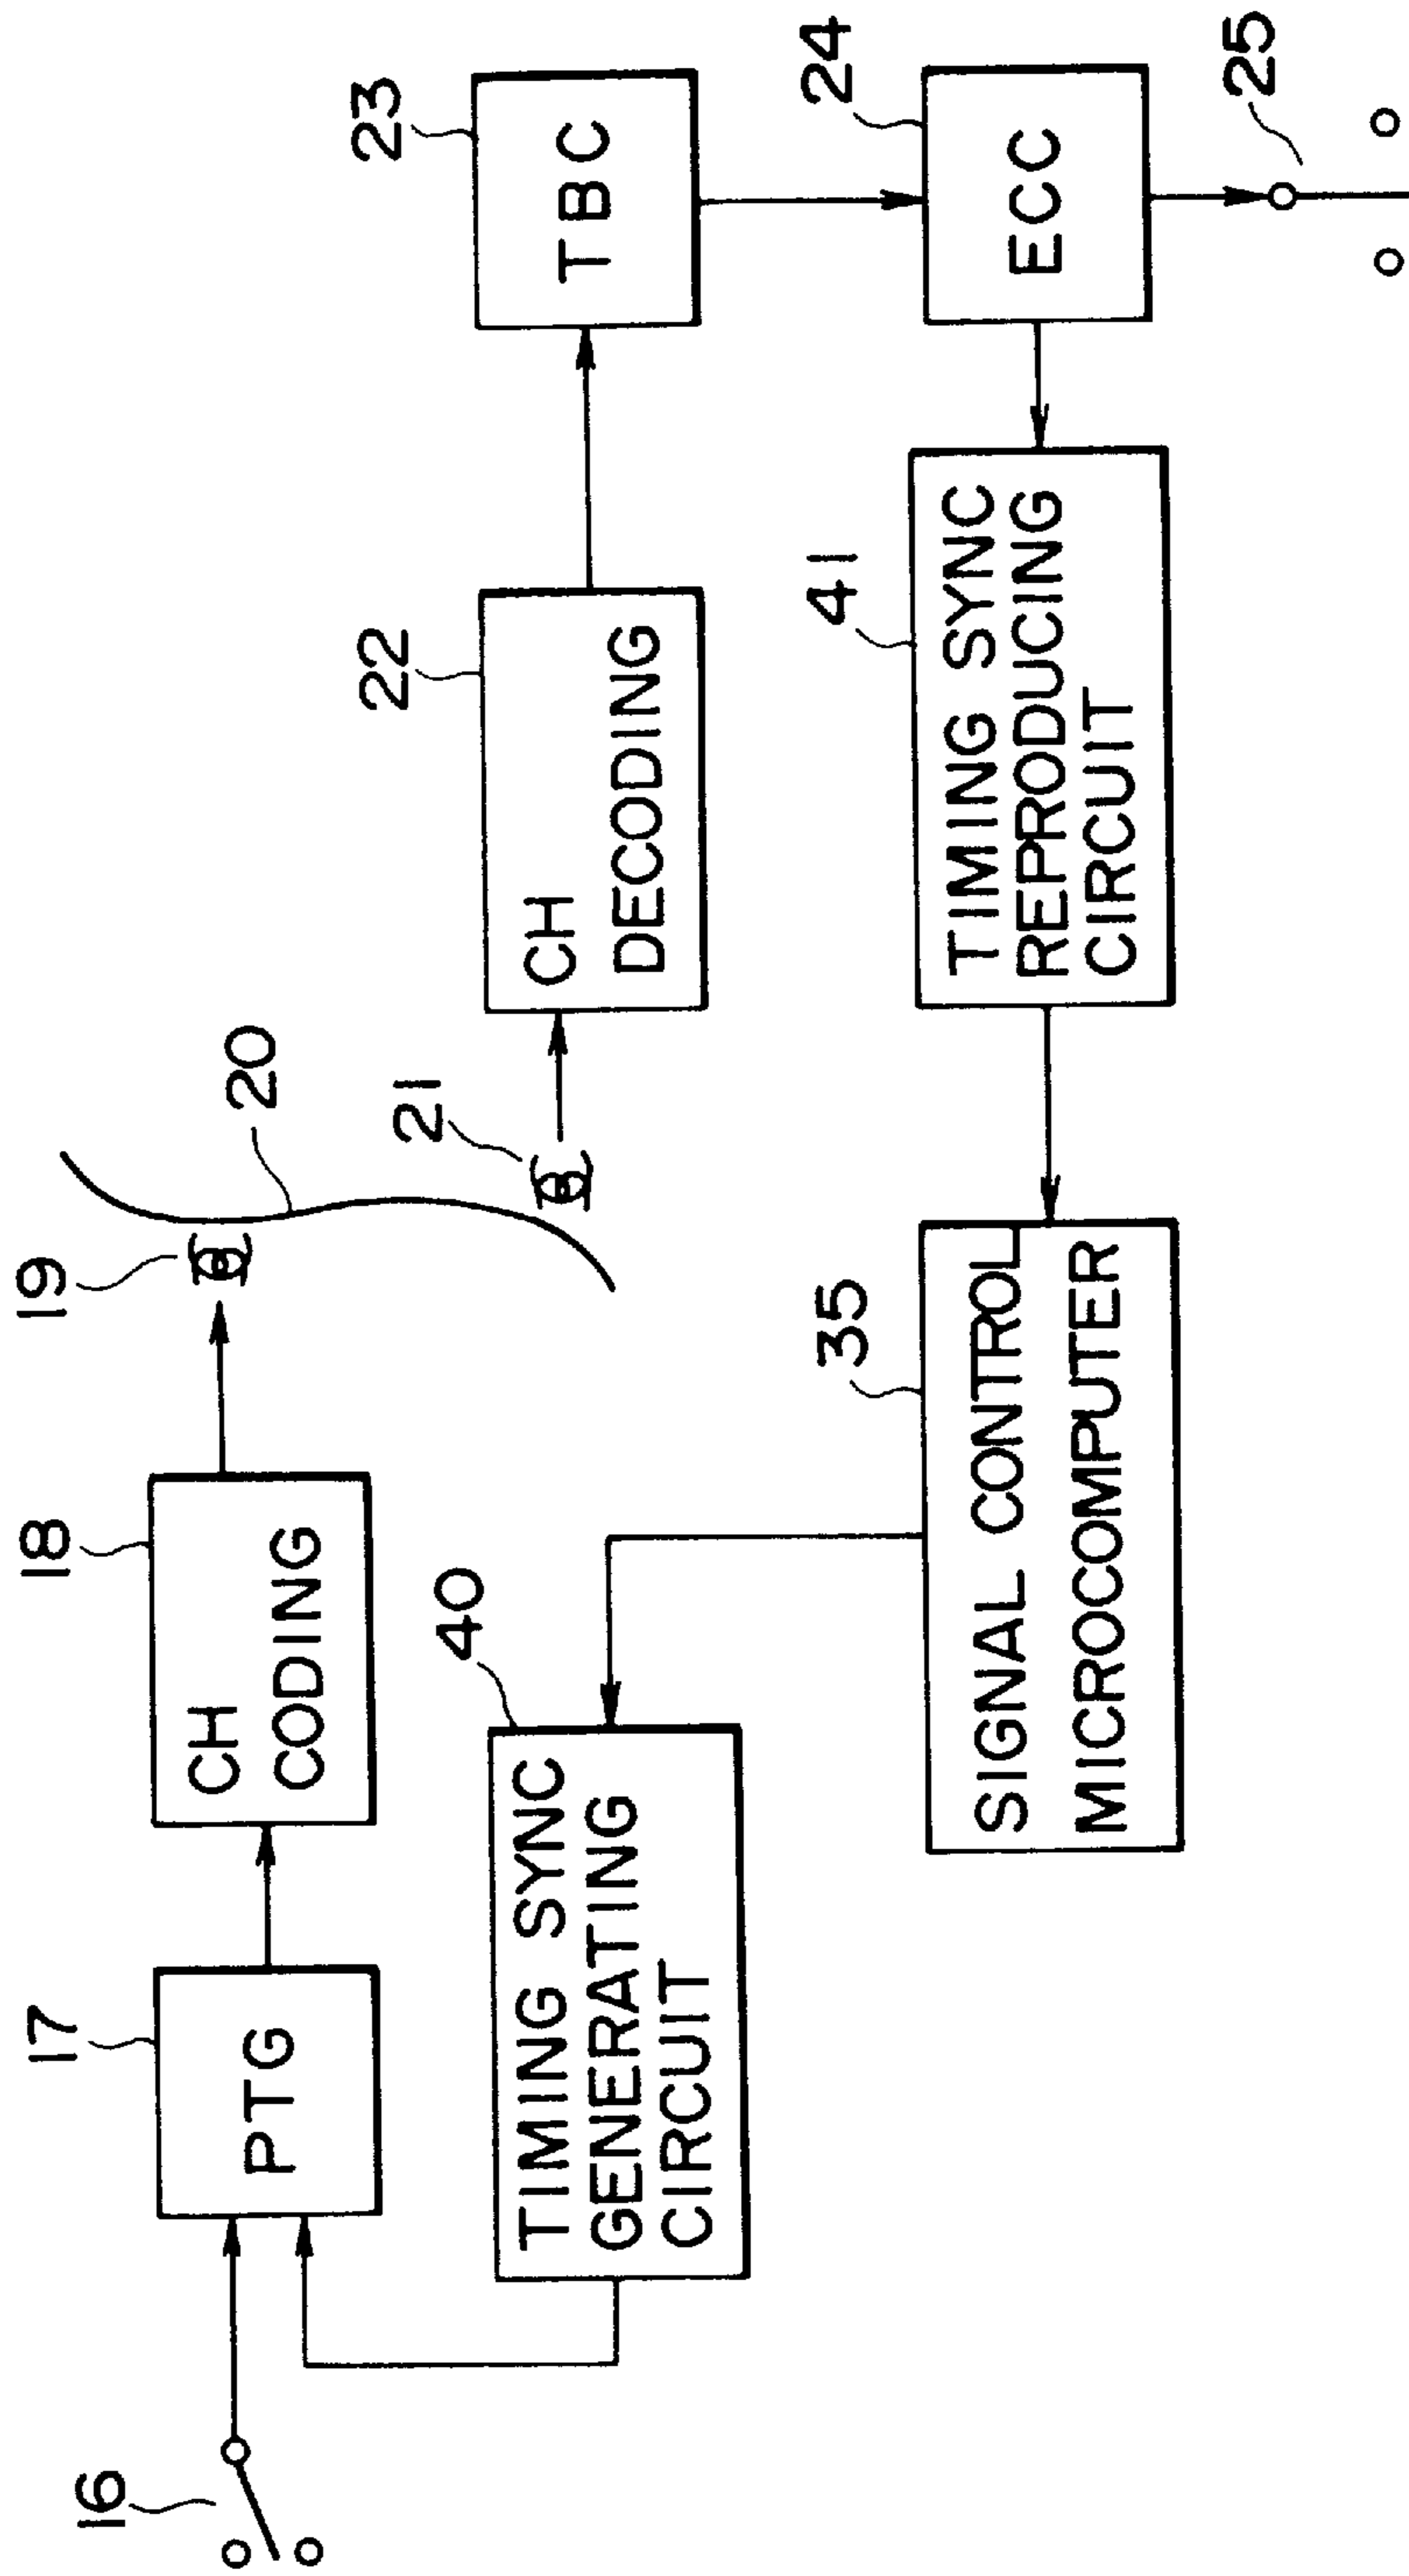 16
17
PTG
18
CH
CODING
19
20
21
22
CH
DECODING
23
TBC
40
TIMING SYNC
GENERATING
CIRCUIT
35
SIGNAL CONTROL
MICROCOMPUTER
41
TIMING SYNC
REPRODUCING
CIRCUIT
24
ECC
25